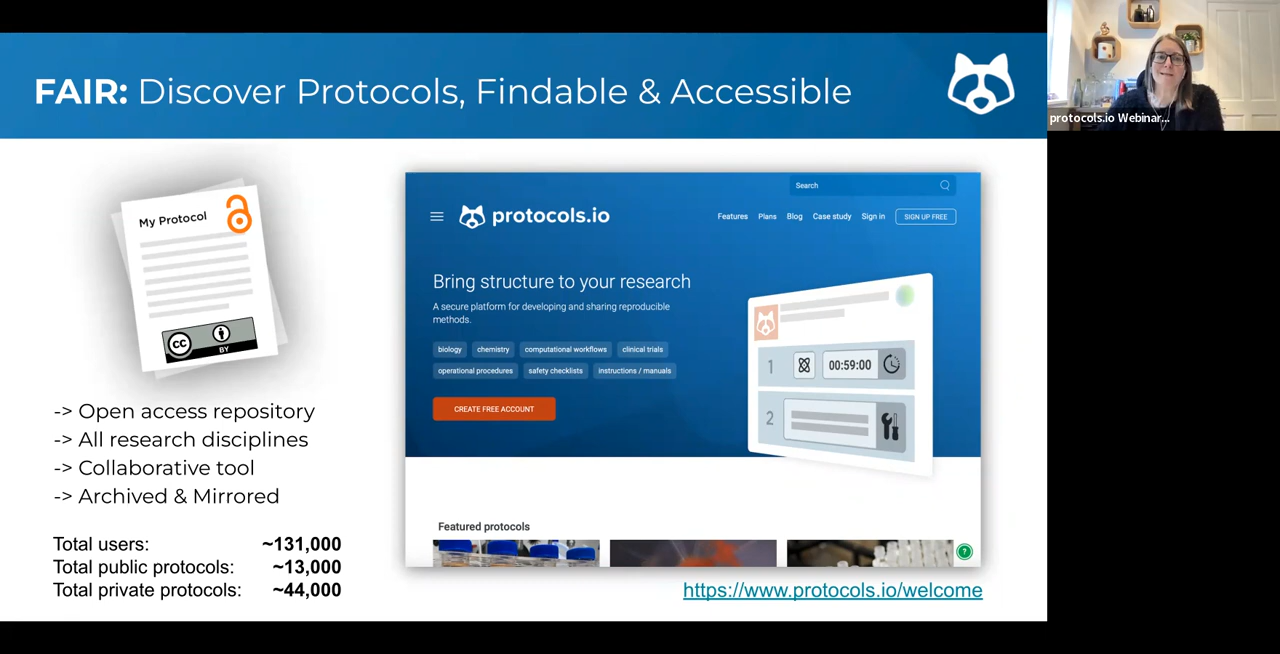 FAIR: Discover Protocols, Findable & Accessible
protocols.io Webinar...
My Protocol
CC
BY
-> Open access repository
-> All research disciplines
-> Collaborative tool
-> Archived & Mirrored
Total users: ~131,000
Total public protocols: ~13,000
Total private protocols: ~44,000
Search
protocols.io
Features Plans Blog Case study Sign in SIGN UP FREE
Bring structure to your research
A secure platform for developing and sharing reproducible
methods.
biology chemistry computational workflows clinical trials
operational procedures safety checklists instructions / manuals
CREATE FREE ACCOUNT
1 00:59:00
2
Featured protocols
?
https://www.protocols.io/welcome